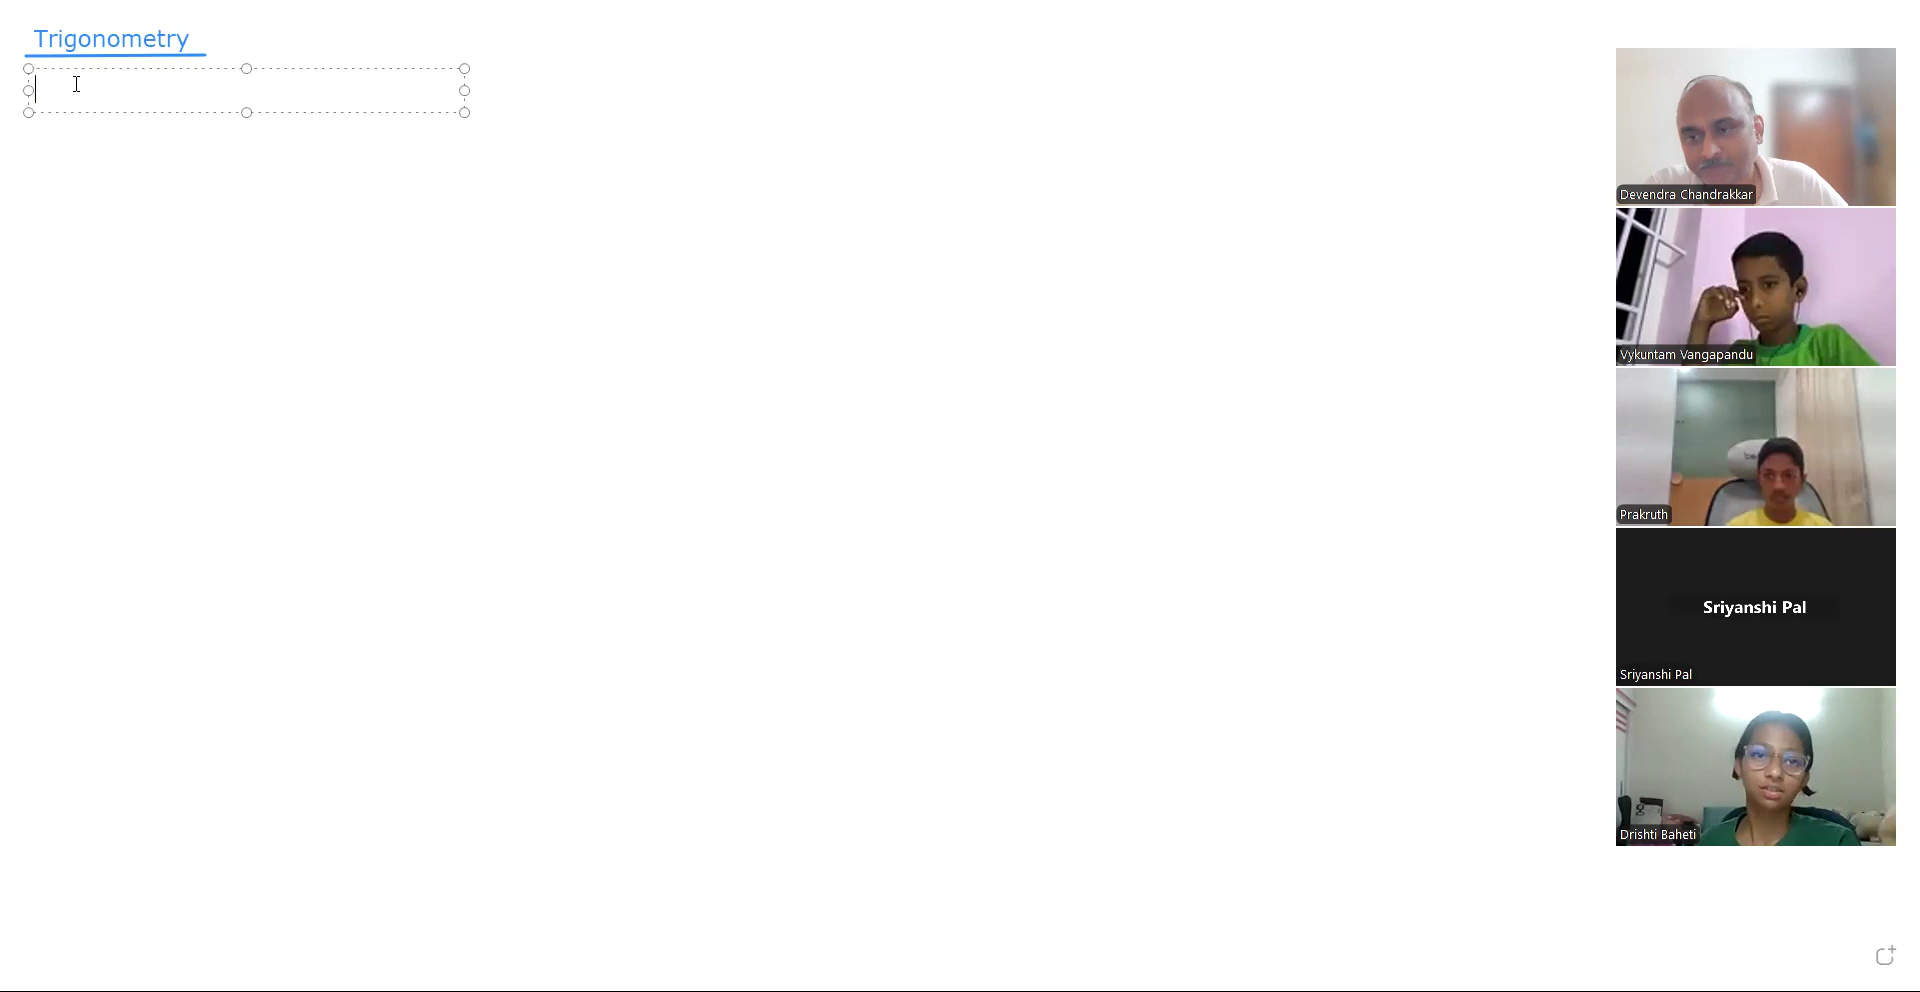 Trigonometry
Devendra Chandrakkar
Vykuntam Vangapandu
Prakruth
Sriyanshi Pal
Sriyanshi Pal
Drishti Baheti